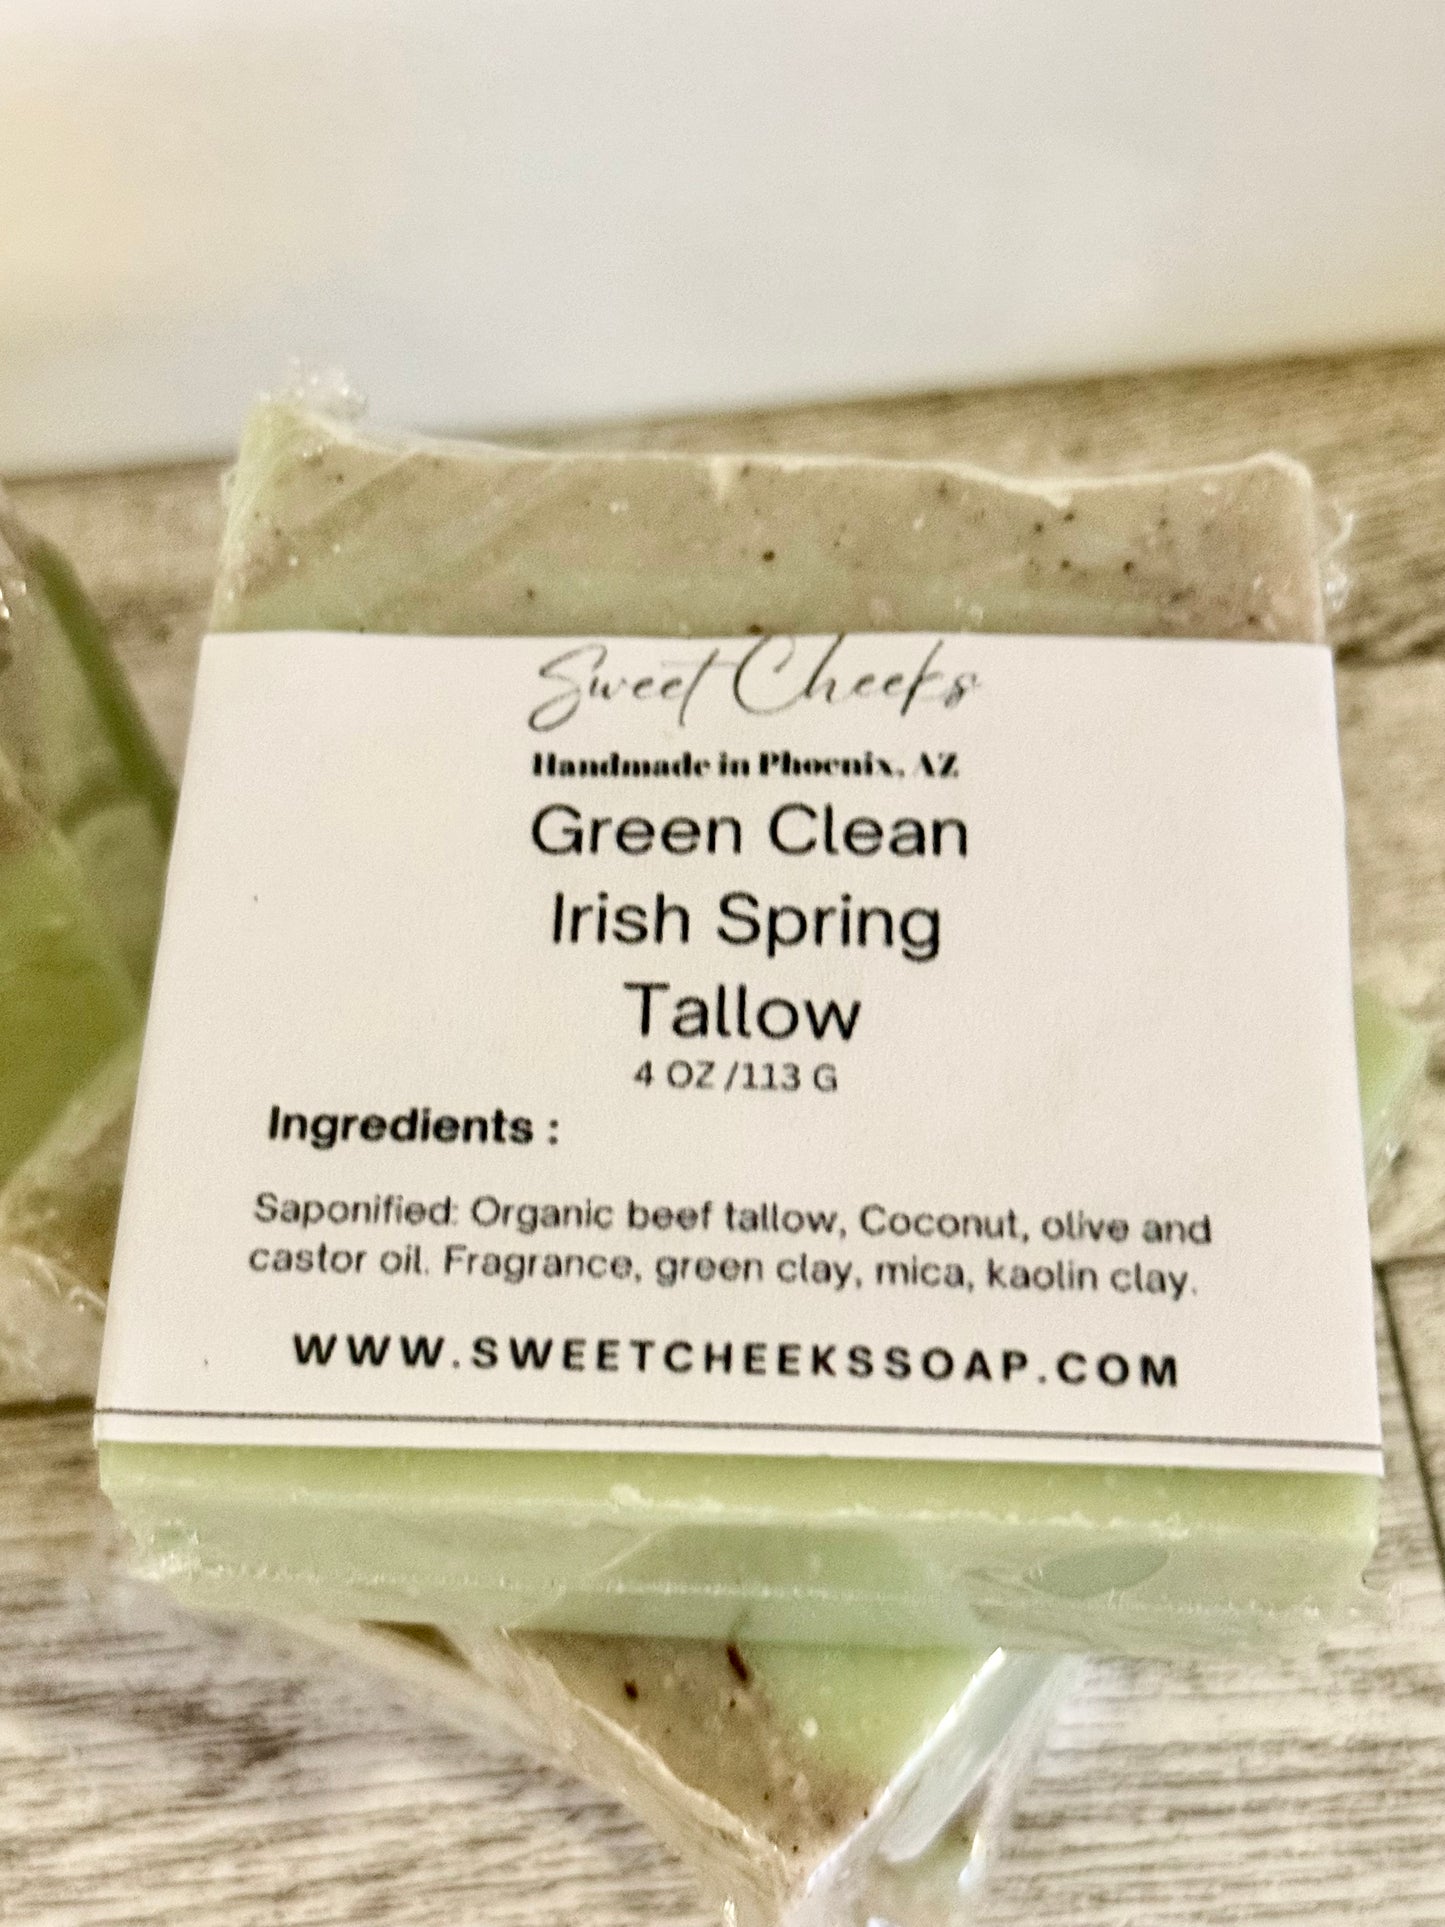 Sweet Cheeks
Handmade in Phoenix, AZ
Green Clean
Irish Spring
Tallow
4 OZ /113 G
Ingredients :
Saponified: Organic beef tallow, Coconut, olive and
castor oil. Fragrance, green clay, mica, kaolin clay.
WWW.SWEETCHEEKSSOAP.COM